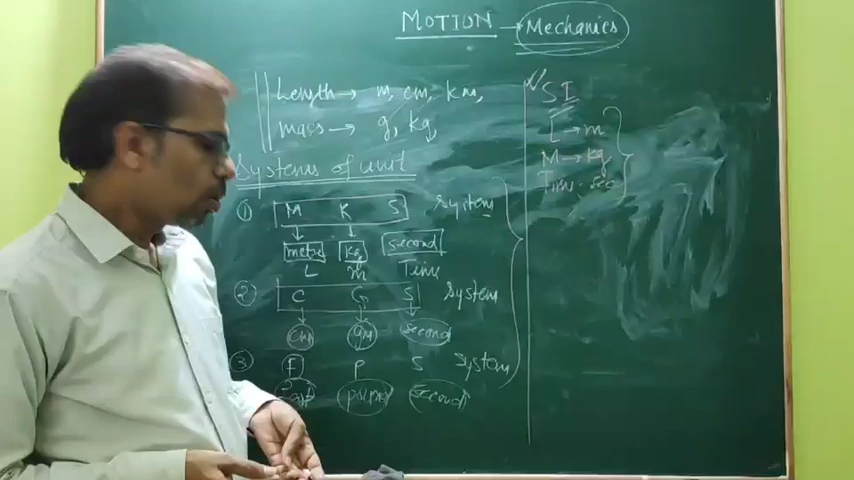 MOTION → Mechanics
Length → m, cm, km,
mass → g, kg,
Systems of unit
① M K S system
metre kg second
L m Time
② C G S system
cm gm second
③ F P S system
foot pound second
SI
L → m
M → kg
Time - sec